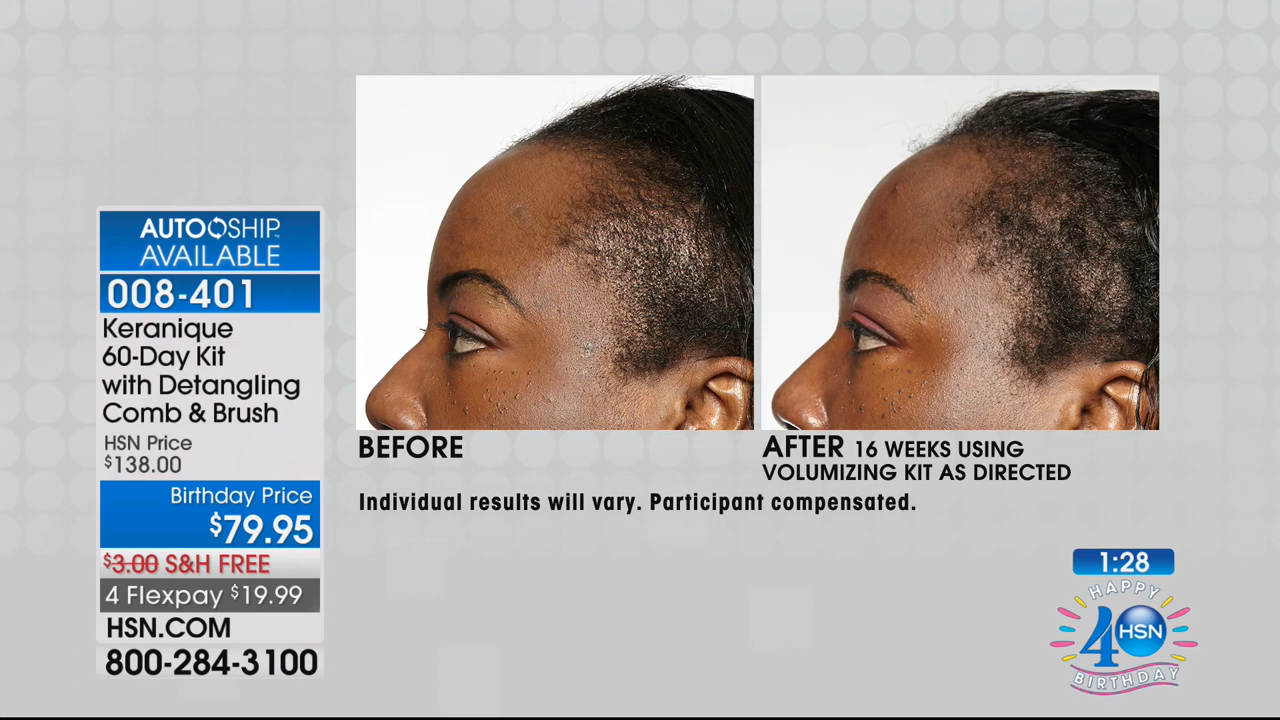 AUTOSHIP
AVAILABLE
008-401
Keranique
60-Day Kit
with Detangling
Comb & Brush
HSN Price
$138.00
Birthday Price
$79.95
$3.00 S&H FREE
4 Flexpay $19.99
HSN.COM
800-284-3100
BEFORE
AFTER 16 WEEKS USING
VOLUMIZING KIT AS DIRECTED
Individual results will vary. Participant compensated.
1:28
HAPPY
40 HSN
BIRTHDAY